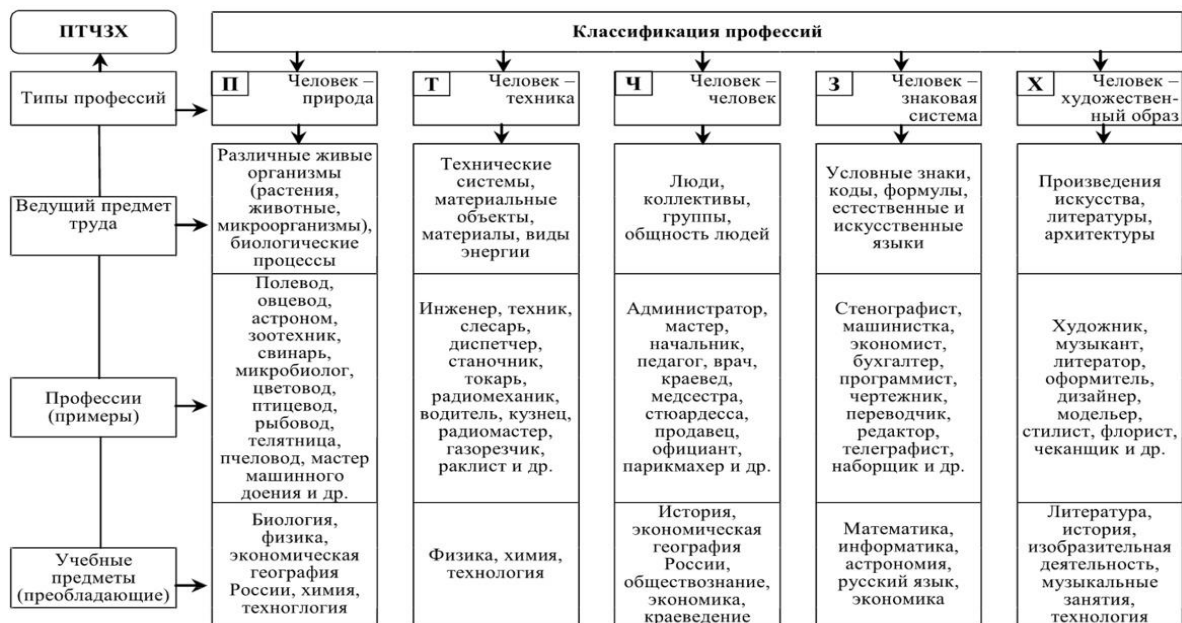 ПТЧЗХ
Классификация профессий
Типы профессий
П
Человек –
природа
Т
Человек –
техника
Ч
Человек –
человек
З
Человек –
знаковая
система
Х
Человек –
художествен-
ный образ
Ведущий предмет
труда
Различные живые
организмы
(растения,
животные,
микроорганизмы),
биологические
процессы
Технические
системы,
материальные
объекты,
материалы, виды
энергии
Люди,
коллективы,
группы,
общность людей
Условные знаки,
коды, формулы,
естественные и
искусственные
языки
Произведения
искусства,
литературы,
архитектуры
Профессии
(примеры)
Полевод,
овцевод,
астроном,
зоотехник,
свинарь,
микробиолог,
цветовод,
птицевод,
рыбовод,
телятница,
пчеловод, мастер
машинного
доения и др.
Инженер, техник,
слесарь,
диспетчер,
станочник,
токарь,
радиомеханик,
водитель, кузнец,
радиомастер,
газорезчик,
раклист и др.
Администратор,
мастер,
начальник,
педагог, врач,
краевед,
медсестра,
стюардесса,
продавец,
официант,
парикмахер и др.
Стенографист,
машинистка,
экономист,
бухгалтер,
программист,
чертежник,
переводчик,
редактор,
телеграфист,
наборщик и др.
Художник,
музыкант,
литератор,
оформитель,
дизайнер,
модельер,
стилист, флорист,
чеканщик и др.
Учебные
предметы
(преобладающие)
Биология,
физика,
экономическая
география
России, химия,
техноглогия
Физика, химия,
технология
История,
экономическая
география
России,
обществознание,
экономика,
краеведение
Математика,
информатика,
астрономия,
русский язык,
экономика
Литература,
история,
изобразительная
деятельность,
музыкальные
занятия,
технология